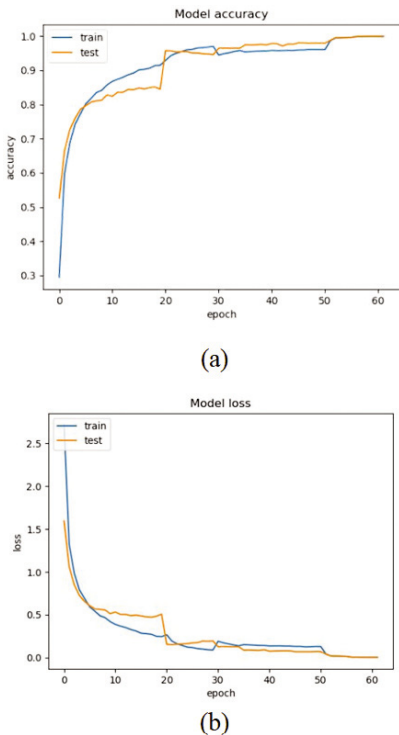 Model accuracy
train
test
1.0
0.9
0.8
0.7
0.6
0.5
0.4
0.3
accuracy
0 10 20 30 40 50 60
epoch
(a)
Model loss
train
test
2.5
2.0
1.5
1.0
0.5
0.0
loss
0 10 20 30 40 50 60
epoch
(b)